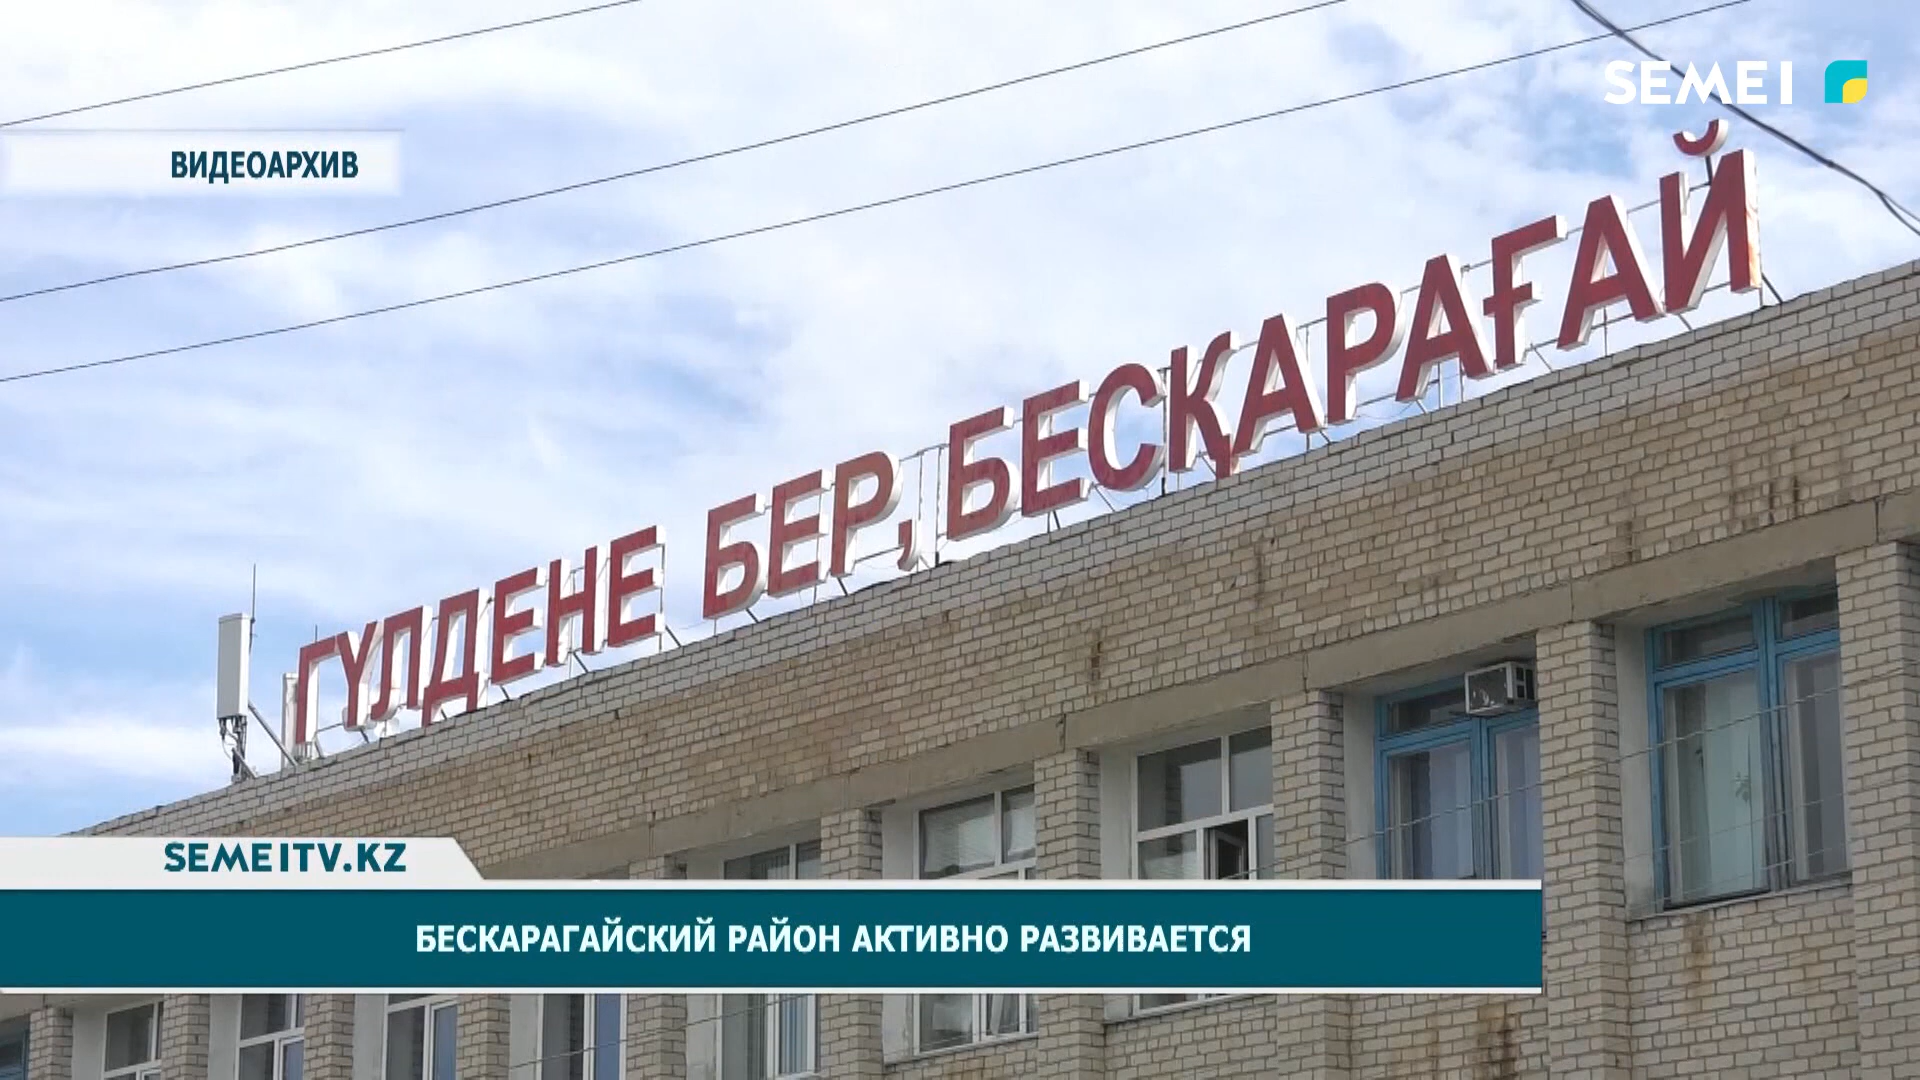 SEMEI
ВИДЕОАРХИВ
ГҮЛДЕНЕ БЕР, БЕСҚАРАҒАЙ
SEMEITV.KZ
БЕСКАРАГАЙСКИЙ РАЙОН АКТИВНО РАЗВИВАЕТСЯ